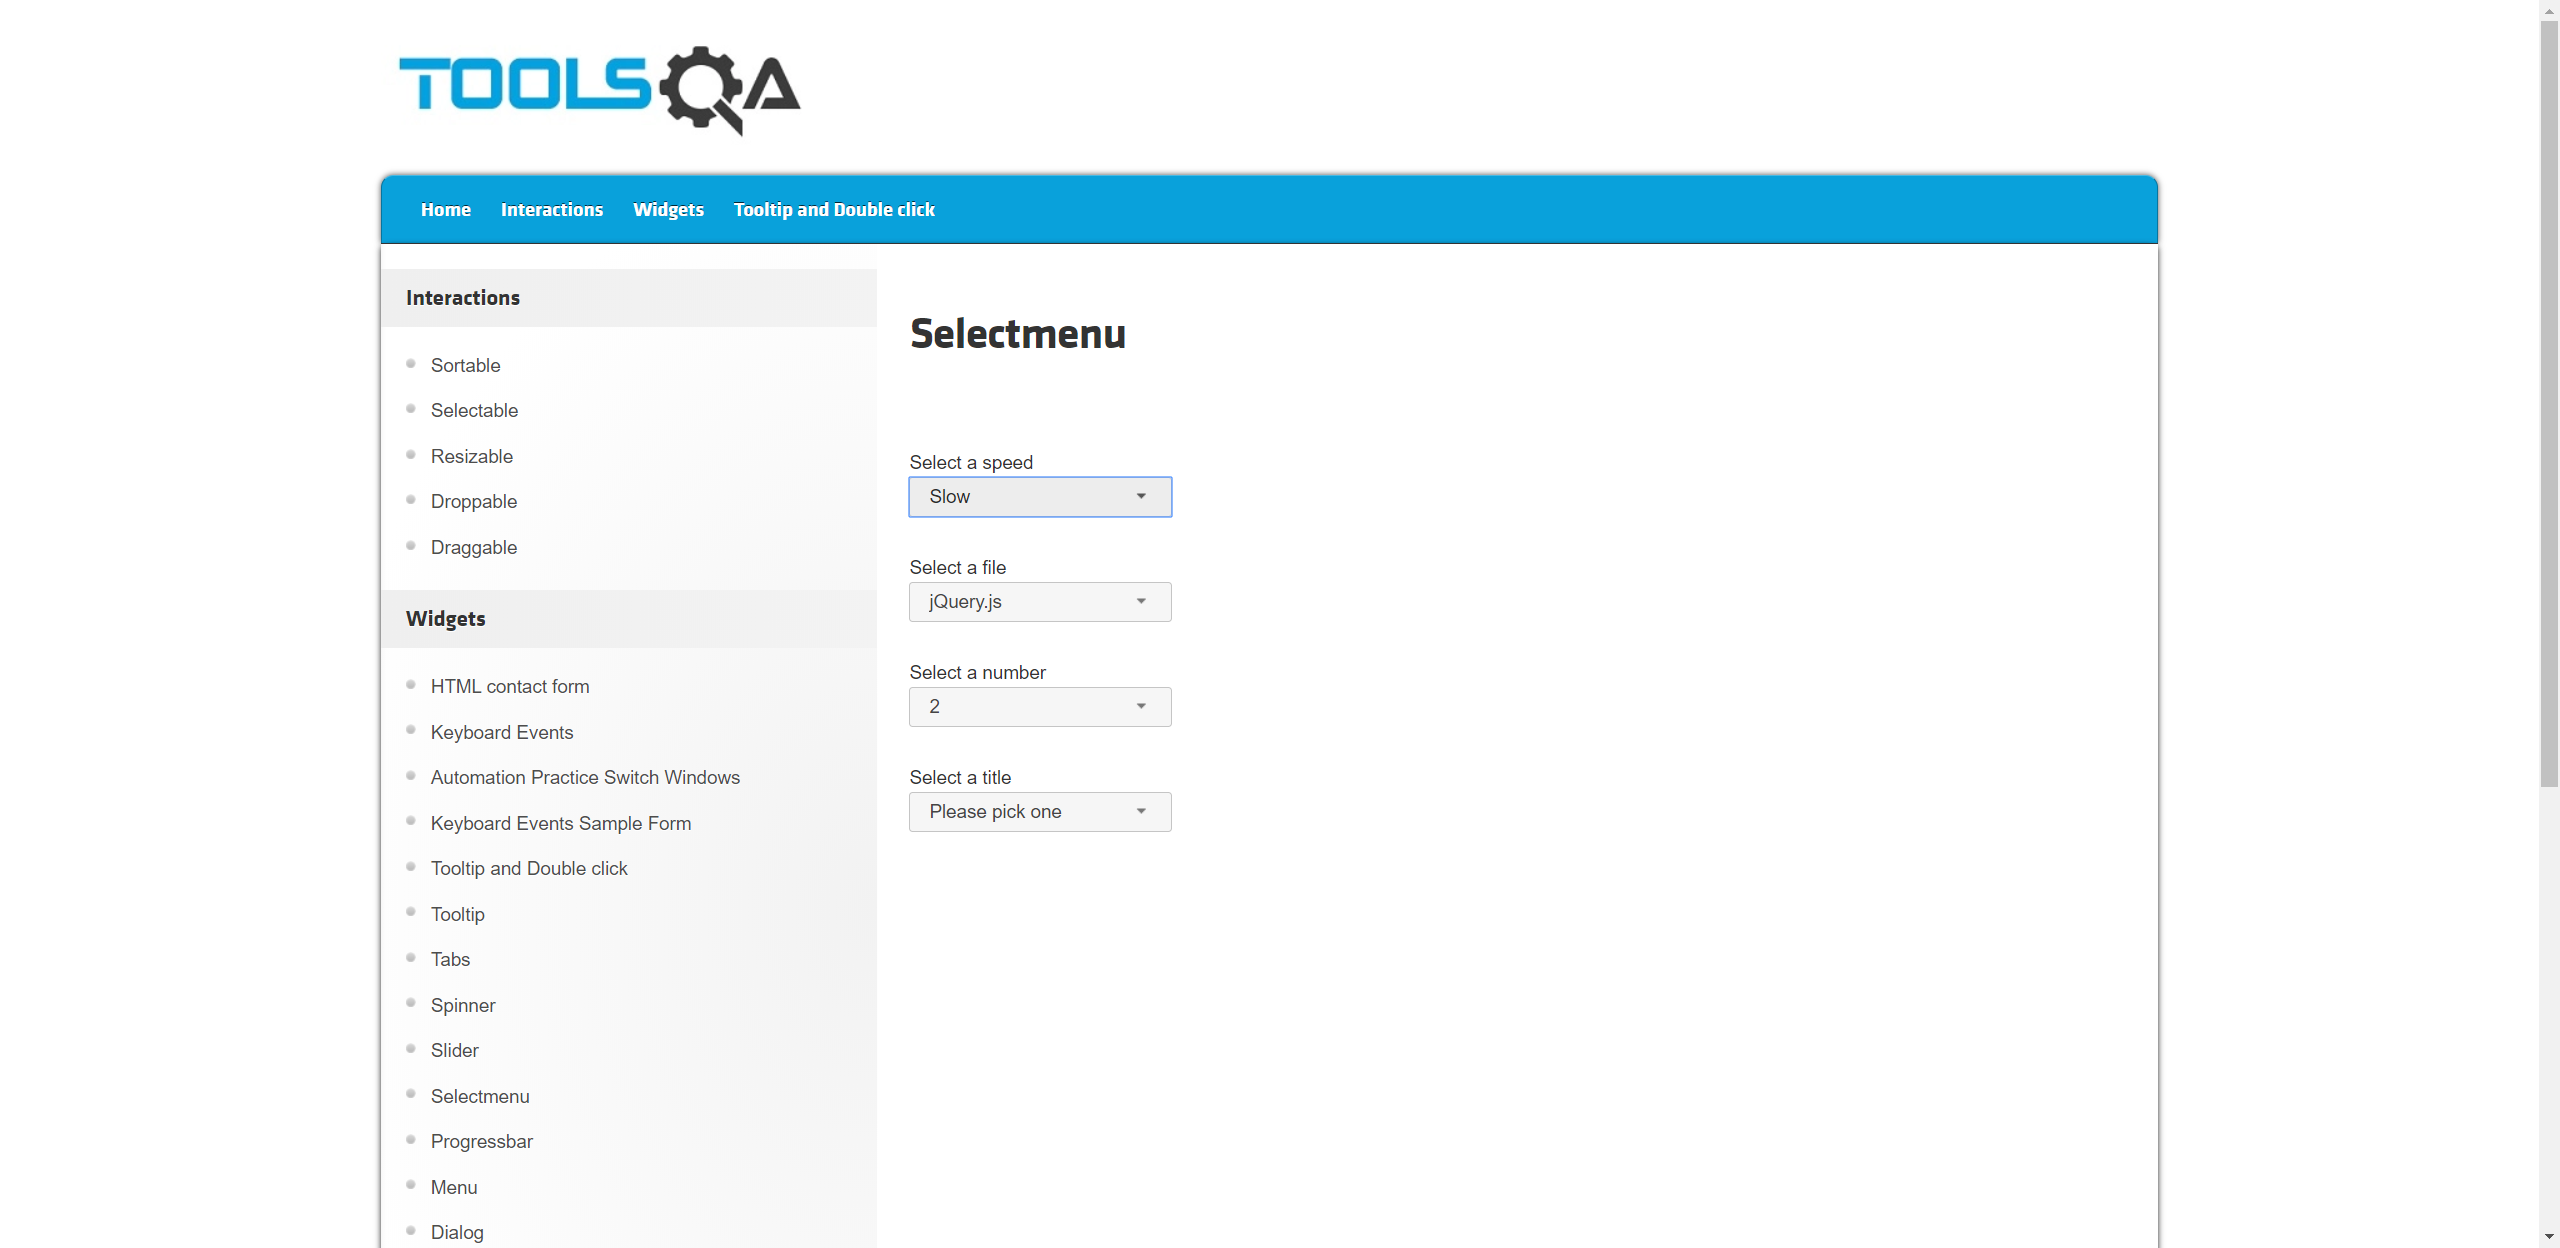 TOOLSQA
Home Interactions Widgets Tooltip and Double click
Interactions
Sortable
Selectable
Resizable
Droppable
Draggable
Widgets
HTML contact form
Keyboard Events
Automation Practice Switch Windows
Keyboard Events Sample Form
Tooltip and Double click
Tooltip
Tabs
Spinner
Slider
Selectmenu
Progressbar
Menu
Dialog
Selectmenu
Select a speed
Slow
Select a file
jQuery.js
Select a number
2
Select a title
Please pick one